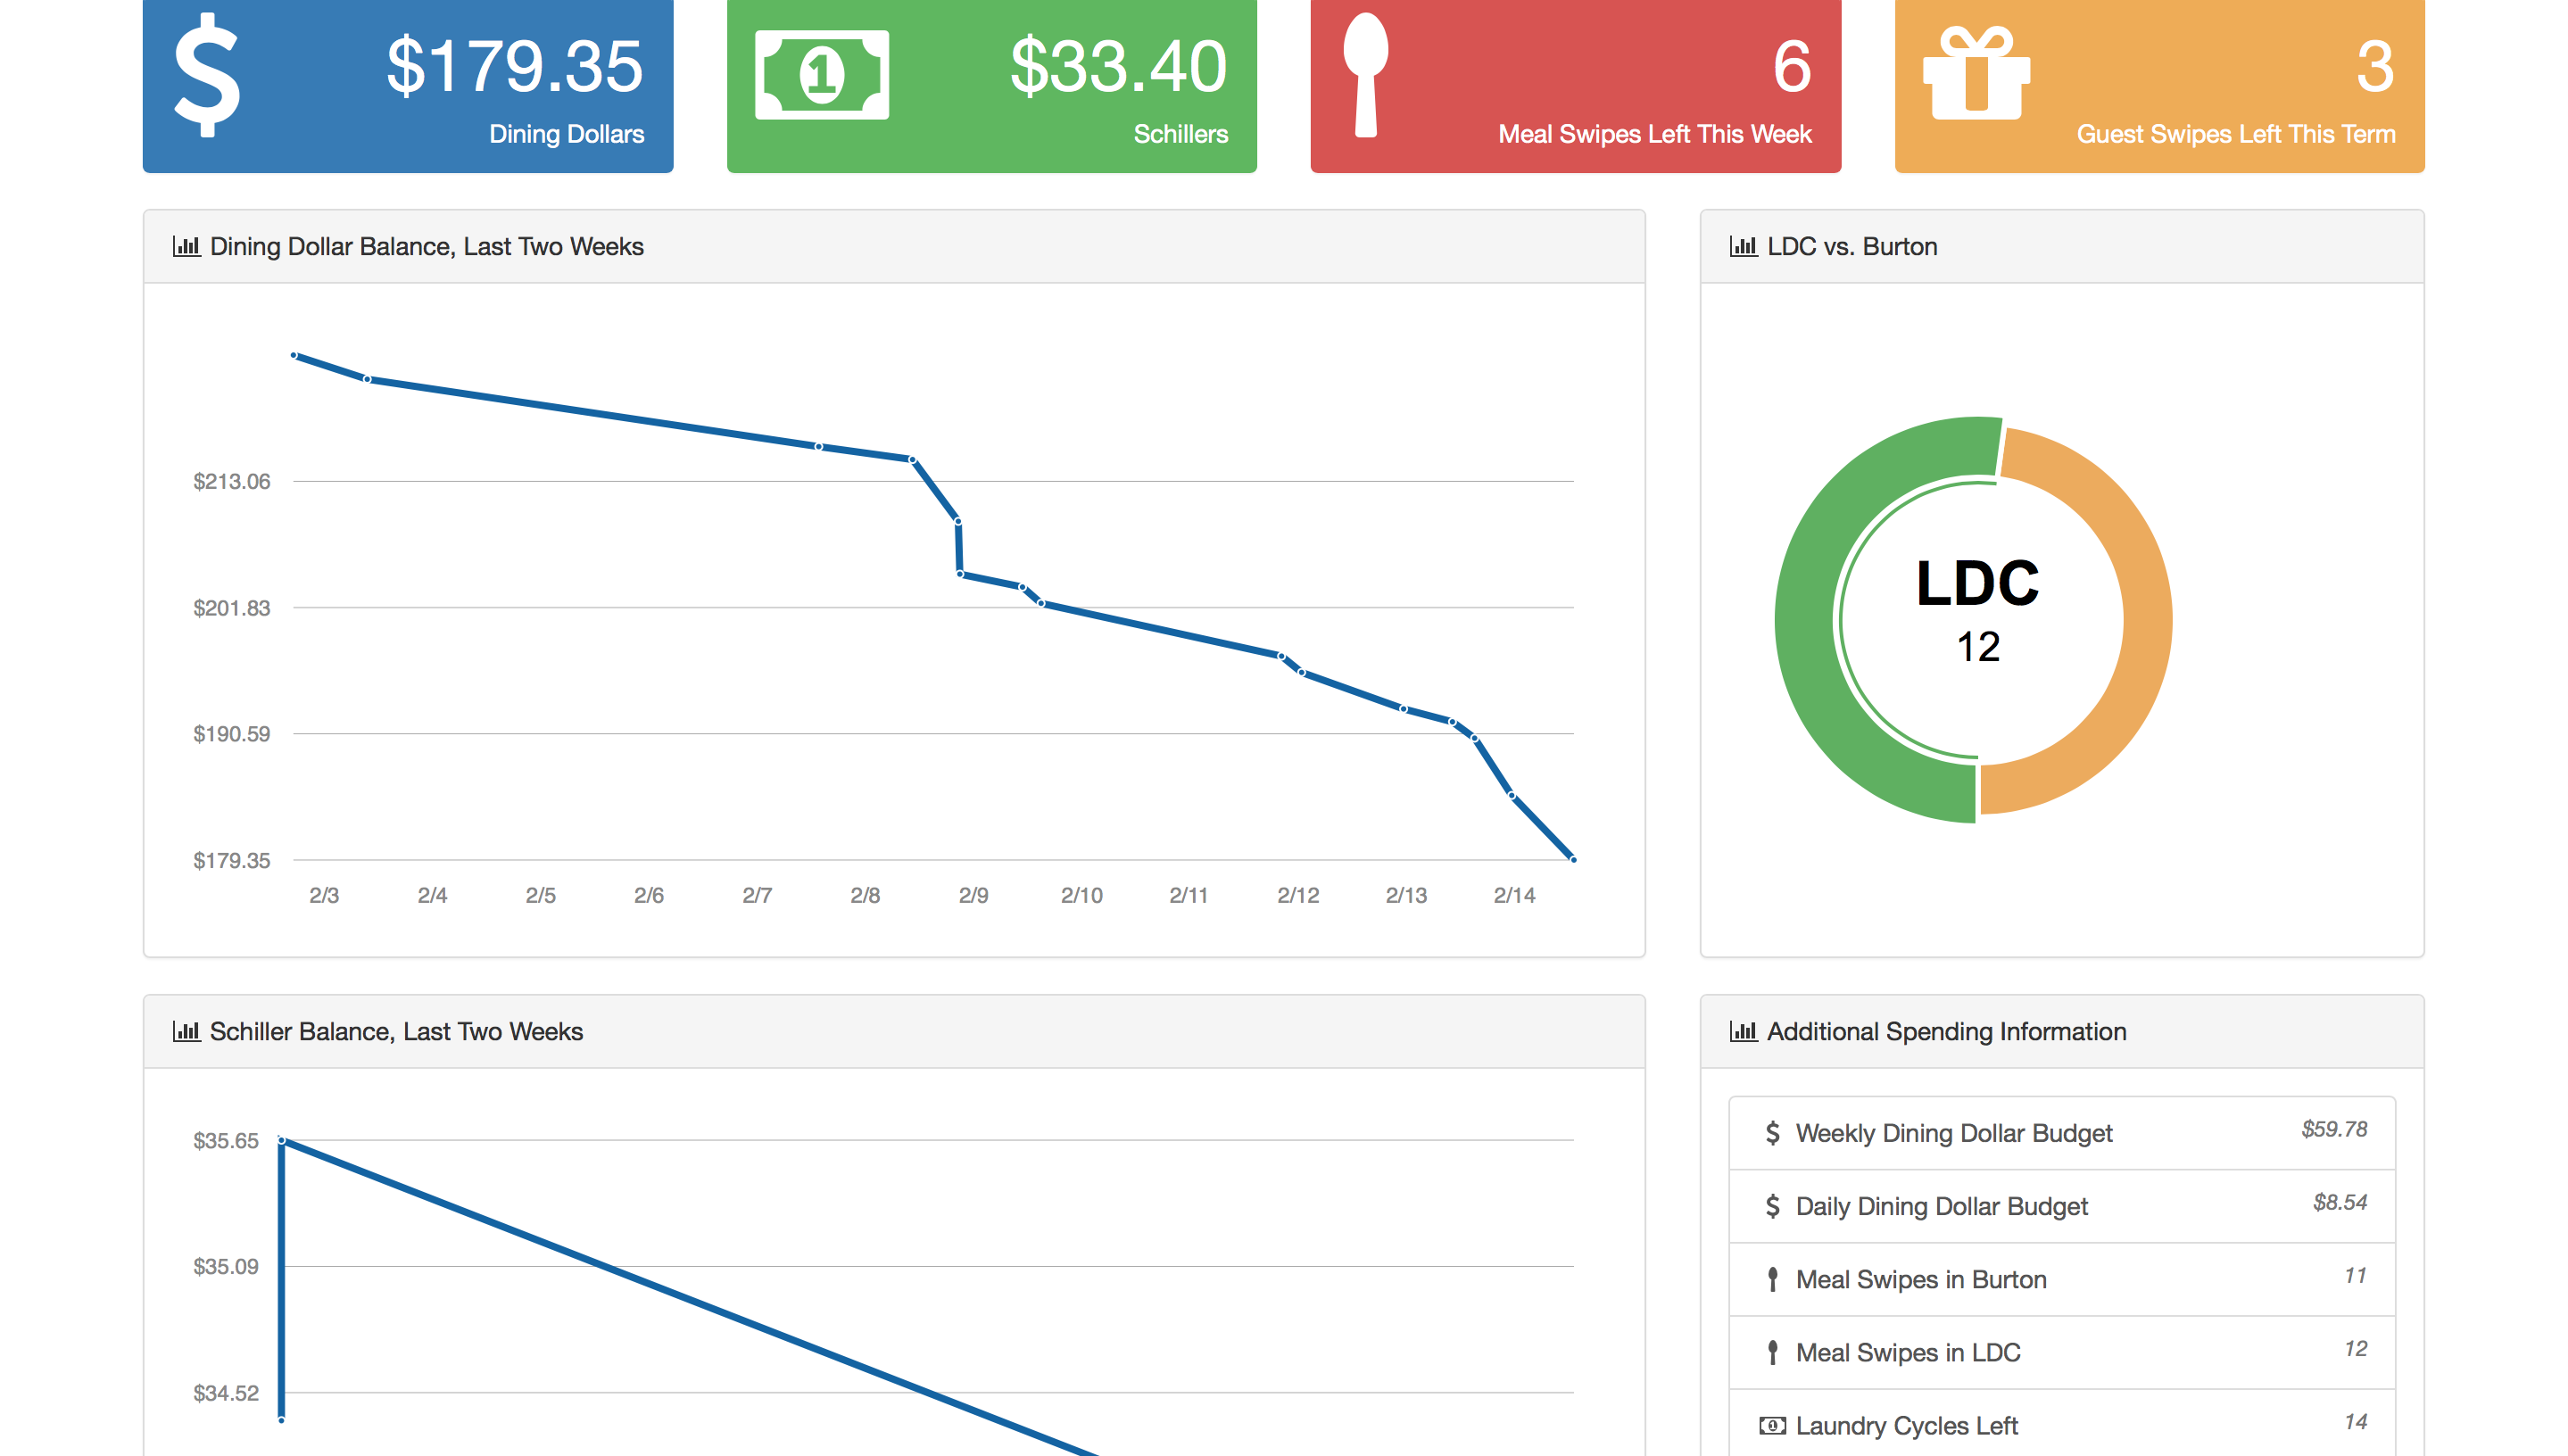 $179.35
Dining Dollars
$33.40
Schillers
6
Meal Swipes Left This Week
3
Guest Swipes Left This Term
Dining Dollar Balance, Last Two Weeks
$213.06
$201.83
$190.59
$179.35
2/3 2/4 2/5 2/6 2/7 2/8 2/9 2/10 2/11 2/12 2/13 2/14
LDC vs. Burton
LDC
12
Schiller Balance, Last Two Weeks
$35.65
$35.09
$34.52
Additional Spending Information
Weekly Dining Dollar Budget $59.78
Daily Dining Dollar Budget $8.54
Meal Swipes in Burton 11
Meal Swipes in LDC 12
Laundry Cycles Left 14